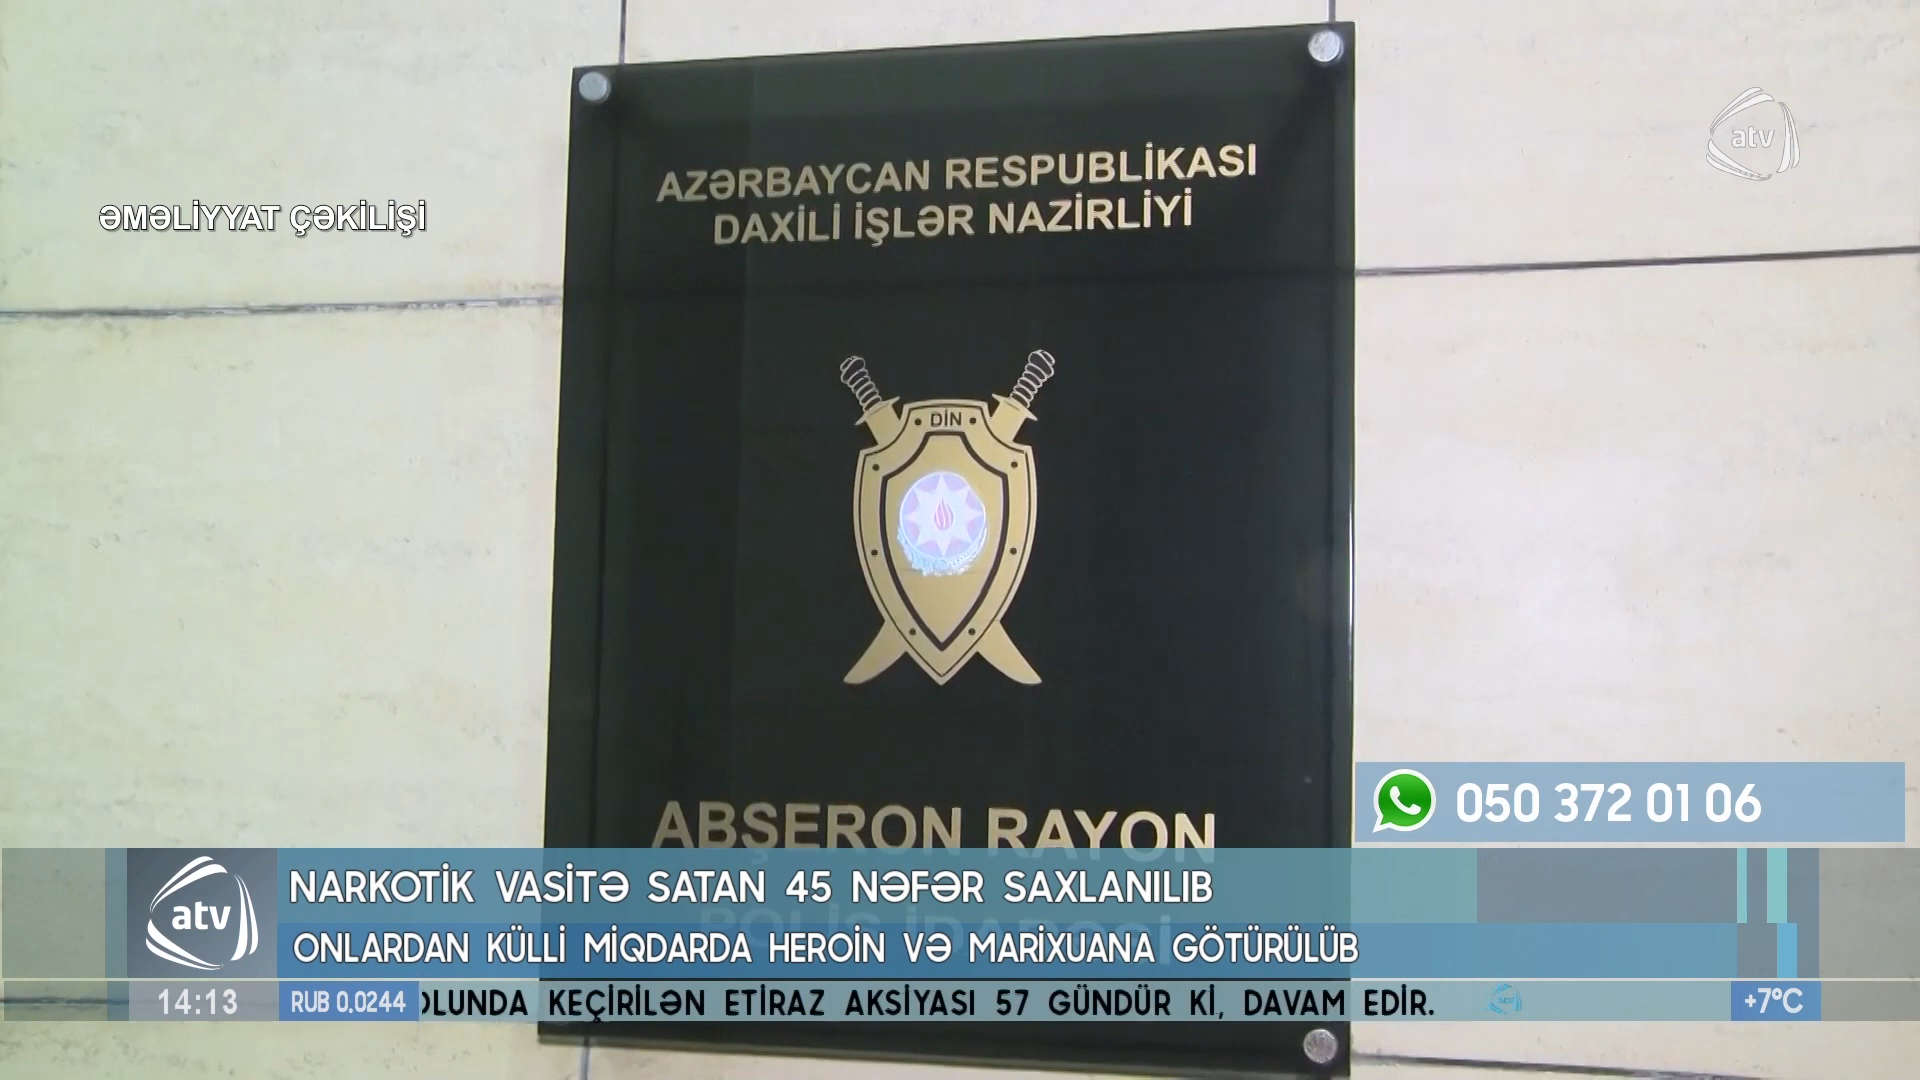 AZƏRBAYCAN RESPUBLİKASI
DAXİLİ İŞLƏR NAZİRLİYİ
atv
ƏMƏLİYYAT ÇƏKİLİŞİ
DİN
050 372 01 06
ABŞERON RAYON
POLİS İDARƏSİ
atv
NARKOTİK VASİTƏ SATAN 45 NƏFƏR SAXLANILIB
ONLARDAN KÜLLİ MİQDARDA HEROİN VƏ MARİXUANA GÖTÜRÜLÜB
14:13
RUB 0.0244
OLUNDA KEÇİRİLƏN ETİRAZ AKSİYASI 57 GÜNDÜR Kİ, DAVAM EDİR.
+7°C